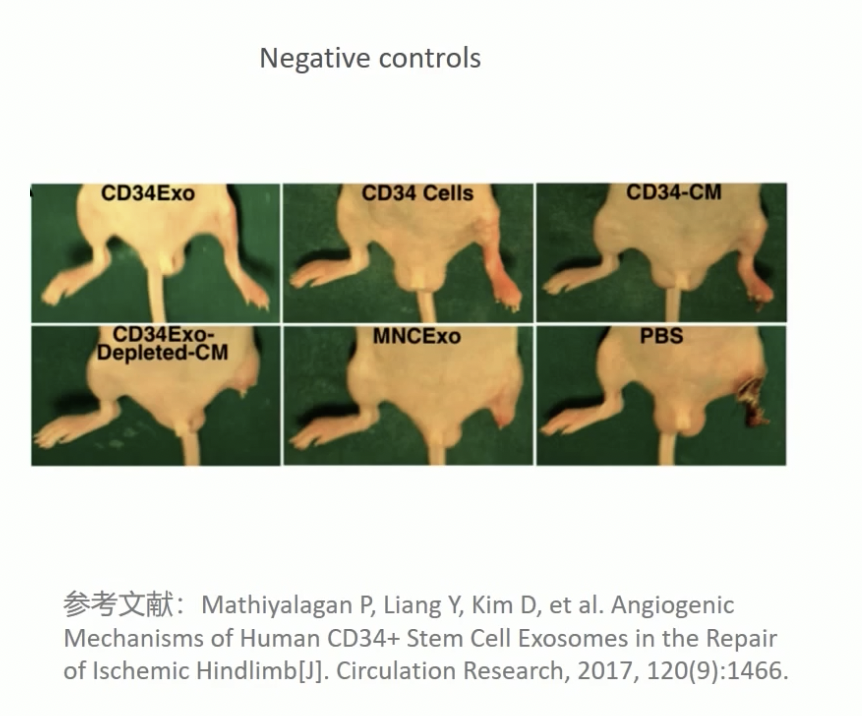 Negative controls
CD34Exo
CD34 Cells
CD34-CM
CD34Exo-
Depleted-CM
MNCExo
PBS
参考文献：Mathiyalagan P, Liang Y, Kim D, et al. Angiogenic
Mechanisms of Human CD34+ Stem Cell Exosomes in the Repair
of Ischemic Hindlimb[J]. Circulation Research, 2017, 120(9):1466.